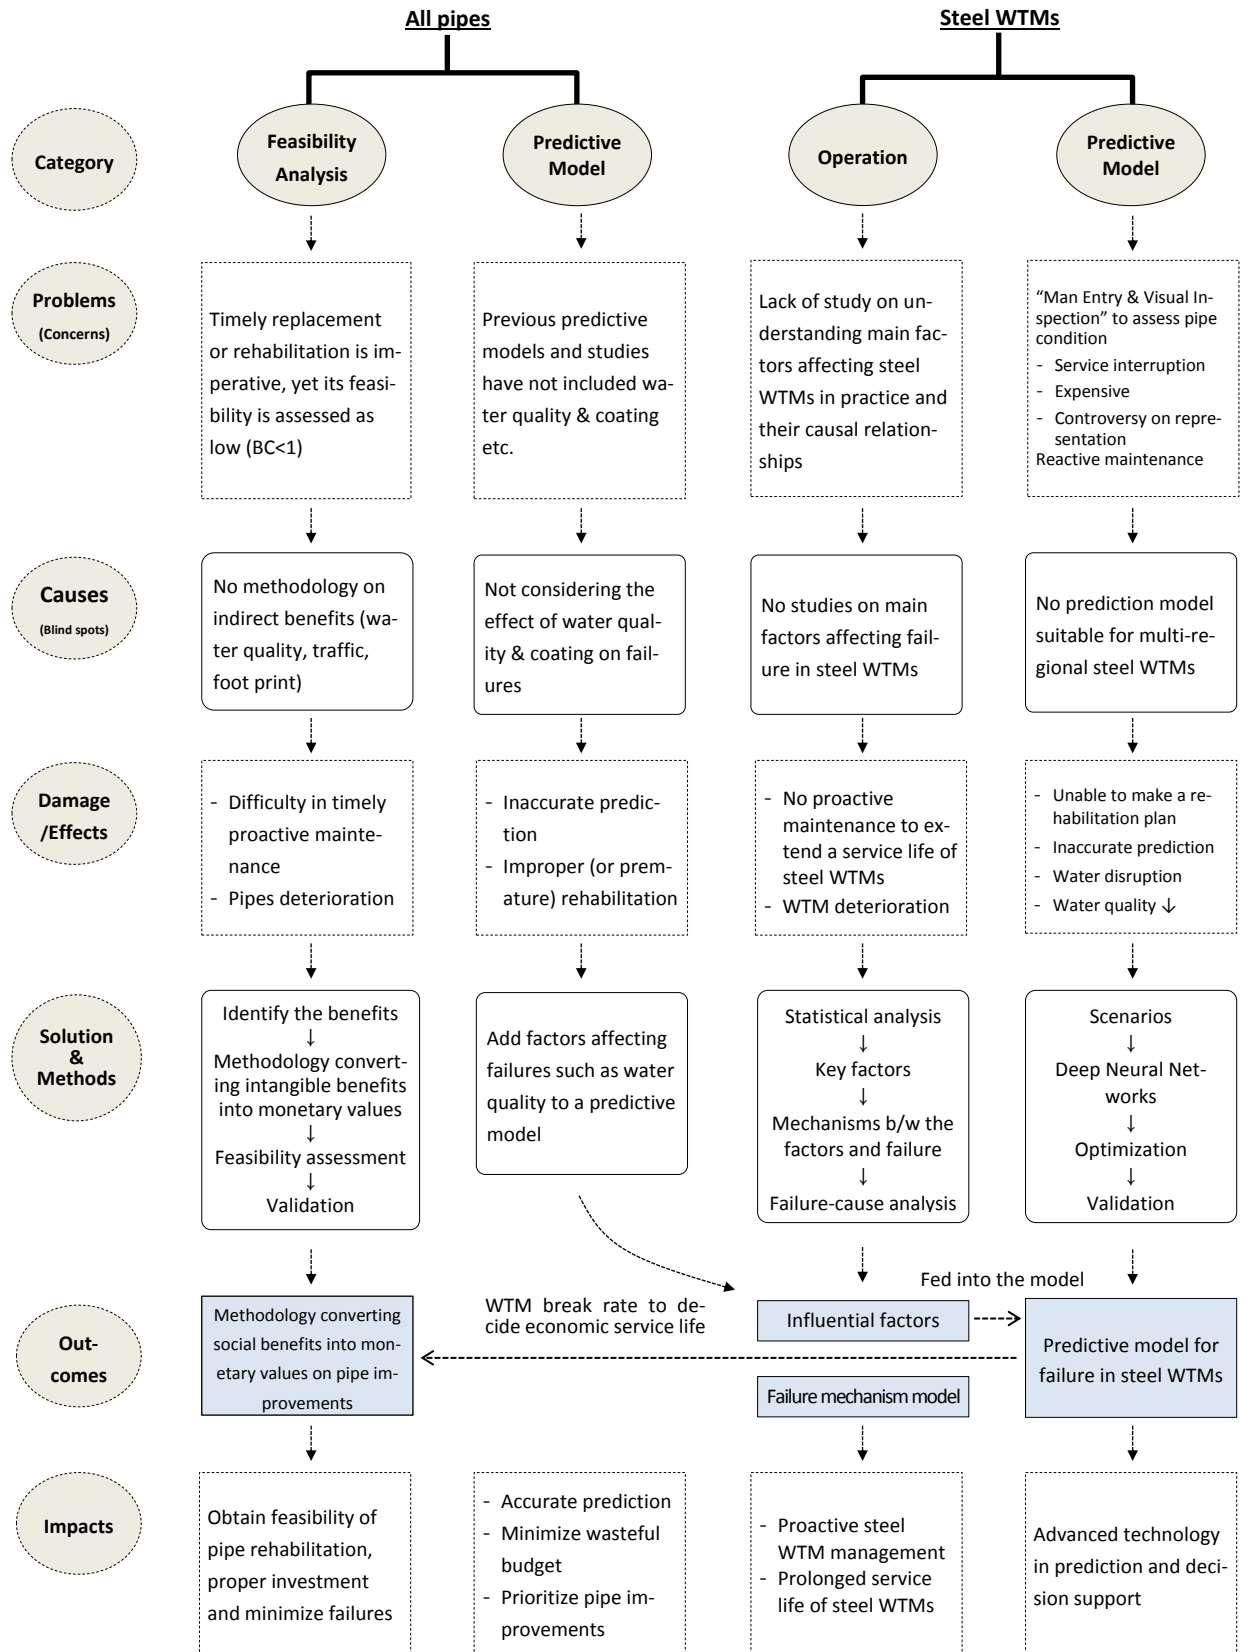 All pipes
Steel WTMs
Category
Feasibility
Analysis
Predictive
Model
Operation
Predictive
Model
Problems
(Concerns)
Timely replacement
or rehabilitation is im-
perative, yet its feasi-
bility is assessed as
low (BC<1)
Previous predictive
models and studies
have not included wa-
ter quality & coating
etc.
Lack of study on un-
derstanding main fac-
tors affecting steel
WTMs in practice and
their causal relation-
ships
“Man Entry & Visual In-
spection” to assess pipe
condition
- Service interruption
- Expensive
- Controversy on repre-
sentation
Reactive maintenance
Causes
(Blind spots)
No methodology on
indirect benefits (wa-
ter quality, traffic,
foot print)
Not considering the
effect of water qual-
ity & coating on fail-
ures
No studies on main
factors affecting fail-
ure in steel WTMs
No prediction model
suitable for multi-re-
gional steel WTMs
Damage
/Effects
- Difficulty in timely
proactive mainte-
nance
- Pipes deterioration
- Inaccurate predic-
tion
- Improper (or prem-
ature) rehabilitation
- No proactive
maintenance to ex-
tend a service life of
steel WTMs
- WTM deterioration
- Unable to make a re-
habilitation plan
- Inaccurate prediction
- Water disruption
- Water quality ↓
Solution
&
Methods
Identify the benefits
↓
Methodology convert-
ing intangible benefits
into monetary values
↓
Feasibility assessment
↓
Validation
Add factors affecting
failures such as water
quality to a predictive
model
Statistical analysis
↓
Key factors
↓
Mechanisms b/w the
factors and failure
↓
Failure-cause analysis
Scenarios
↓
Deep Neural Net-
works
↓
Optimization
↓
Validation
Out-
comes
Methodology converting
social benefits into mon-
etary values on pipe im-
provements
WTM break rate to de-
cide economic service life
Influential factors
Failure mechanism model
Fed into the model
Predictive model for
failure in steel WTMs
Impacts
Obtain feasibility of
pipe rehabilitation,
proper investment
and minimize failures
- Accurate prediction
- Minimize wasteful
budget
- Prioritize pipe im-
provements
- Proactive steel
WTM management
- Prolonged service
life of steel WTMs
Advanced technology
in prediction and deci-
sion support